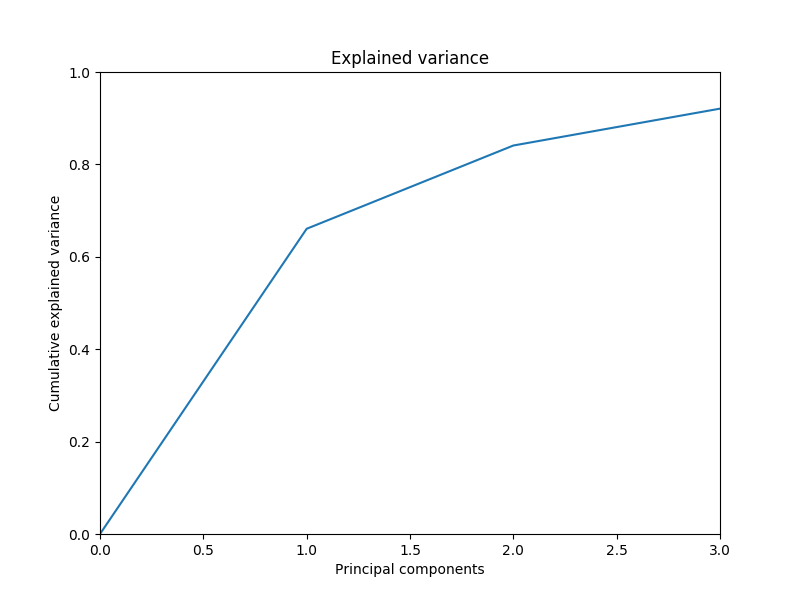 Explained variance
1.0
0.8
0.6
0.4
0.2
0.0
Cumulative explained variance
0.0 0.5 1.0 1.5 2.0 2.5 3.0
Principal components